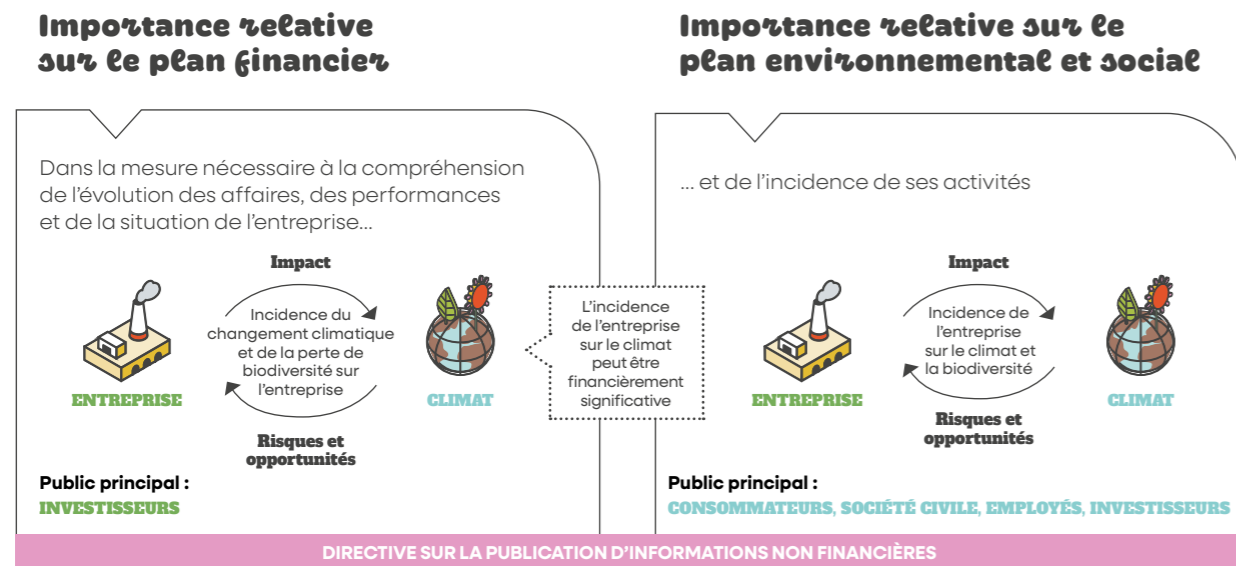 Importance relative
sur le plan financier
Dans la mesure nécessaire à la compréhension
de l’évolution des affaires, des performances
et de la situation de l’entreprise...
Impact
Incidence du
changement climatique
et de la perte de
biodiversité sur
l’entreprise
ENTREPRISE
CLIMAT
Risques et
opportunités
Public principal :
INVESTISSEURS
L’incidence
de l’entreprise
sur le climat
peut être
financièrement
significative
Importance relative sur le
plan environnemental et social
... et de l’incidence de ses activités
Impact
Incidence de
l’entreprise
sur le climat et
la biodiversité
ENTREPRISE
CLIMAT
Risques et
opportunités
Public principal :
CONSOMMATEURS, SOCIÉTÉ CIVILE, EMPLOYÉS, INVESTISSEURS
DIRECTIVE SUR LA PUBLICATION D’INFORMATIONS NON FINANCIÈRES